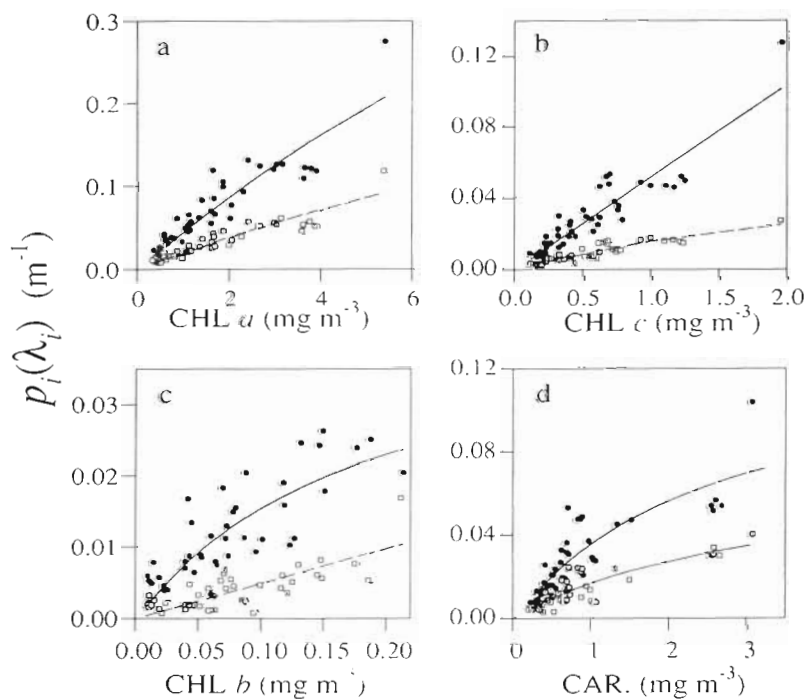 a
b
0.3
0.2
0.1
0.0
0.12
0.08
0.04
0.00
0 2 4 6
0.0 0.5 1.0 1.5 2.0
CHL a (mg m⁻³)
CHL c (mg m⁻³)
pᵢ(λᵢ) (m⁻¹)
c
d
0.03
0.02
0.01
0.00
0.12
0.08
0.04
0.00
0.00 0.05 0.10 0.15 0.20
0 1 2 3
CHL b (mg m
CAR. (mg m⁻³)